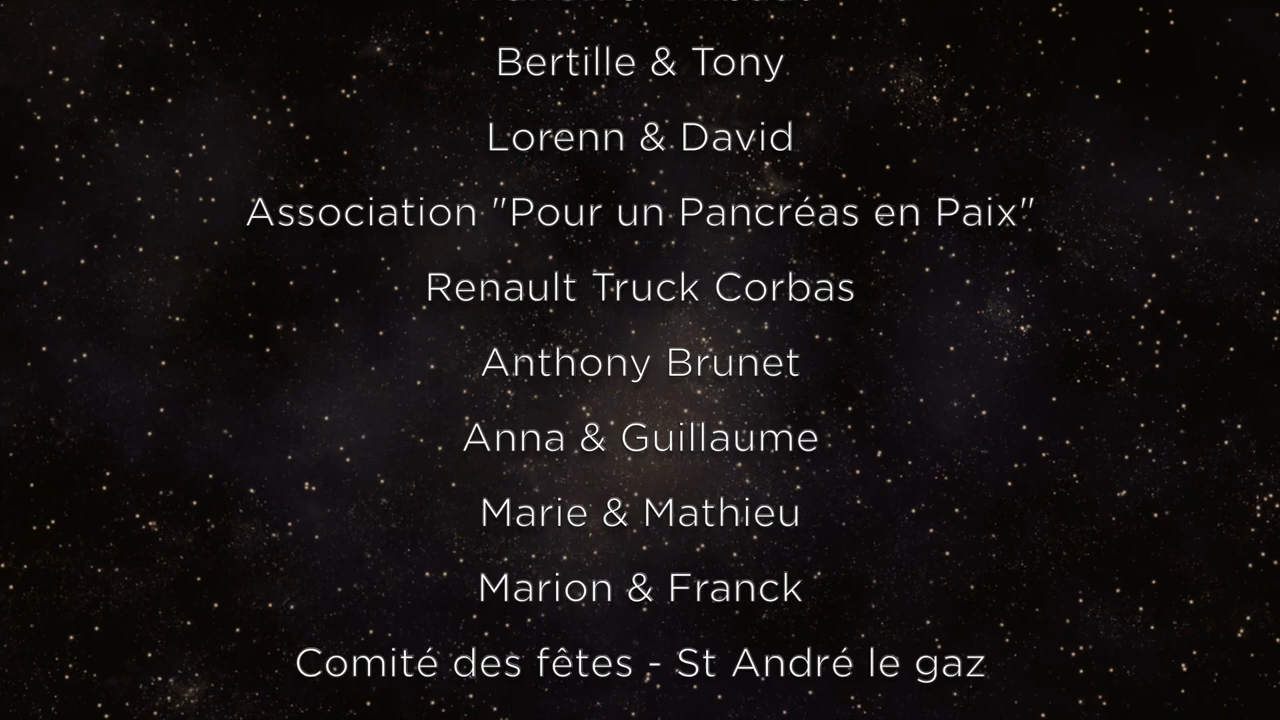 Bertille & Tony
Lorenn & David
Association "Pour un Pancréas en Paix"
Renault Truck Corbas
Anthony Brunet
Anna & Guillaume
Marie & Mathieu
Marion & Franck
Comité des fêtes - St André le gaz